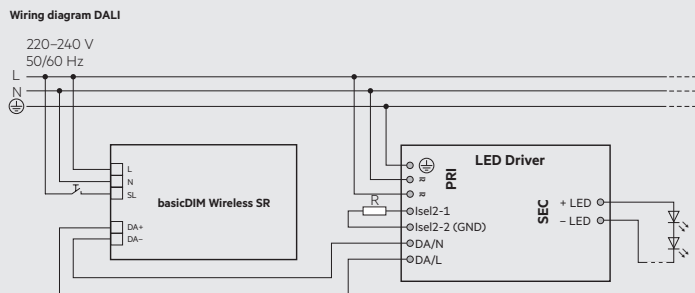 Wiring diagram DALI
220–240 V
50/60 Hz
L
N
L
N
SL
DA+
DA–
basicDIM Wireless SR
LED Driver
PRI
≈
≈
R
Isel2-1
Isel2-2 (GND)
DA/N
DA/L
SEC
+ LED
– LED